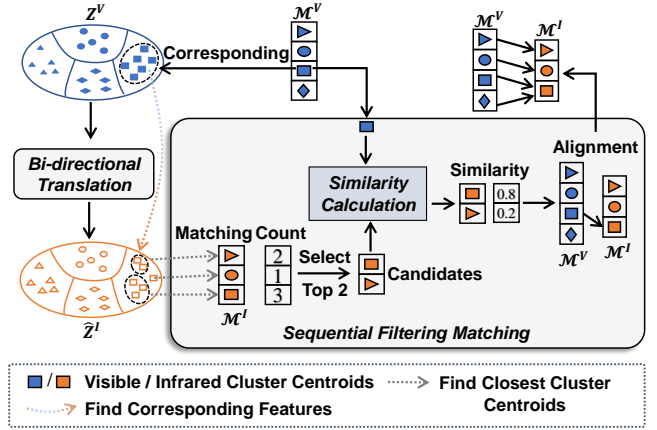 Z^V
M^V
M^V
M^I
Corresponding
Bi-directional
Translation
Similarity
Calculation
Similarity
0.8
0.2
Alignment
M^V
M^I
Matching Count
2
1
3
M^I
Select
Top 2
Candidates
Z̃^I
Sequential Filtering Matching
/ Visible / Infrared Cluster Centroids
Find Closest Cluster
Centroids
Find Corresponding Features